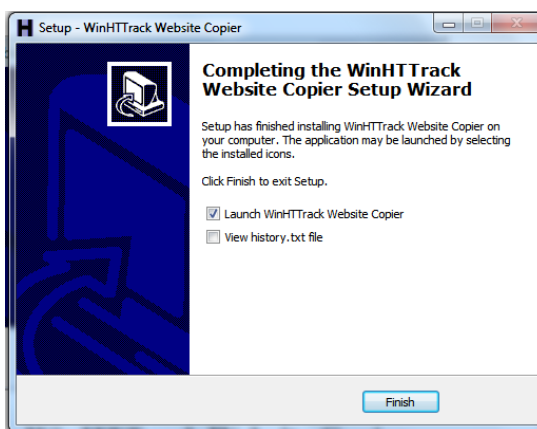 Setup - WinHTTrack Website Copier
Completing the WinHTTrack
Website Copier Setup Wizard
Setup has finished installing WinHTTrack Website Copier on
your computer. The application may be launched by selecting
the installed icons.
Click Finish to exit Setup.
Launch WinHTTrack Website Copier
View history.txt file
Finish